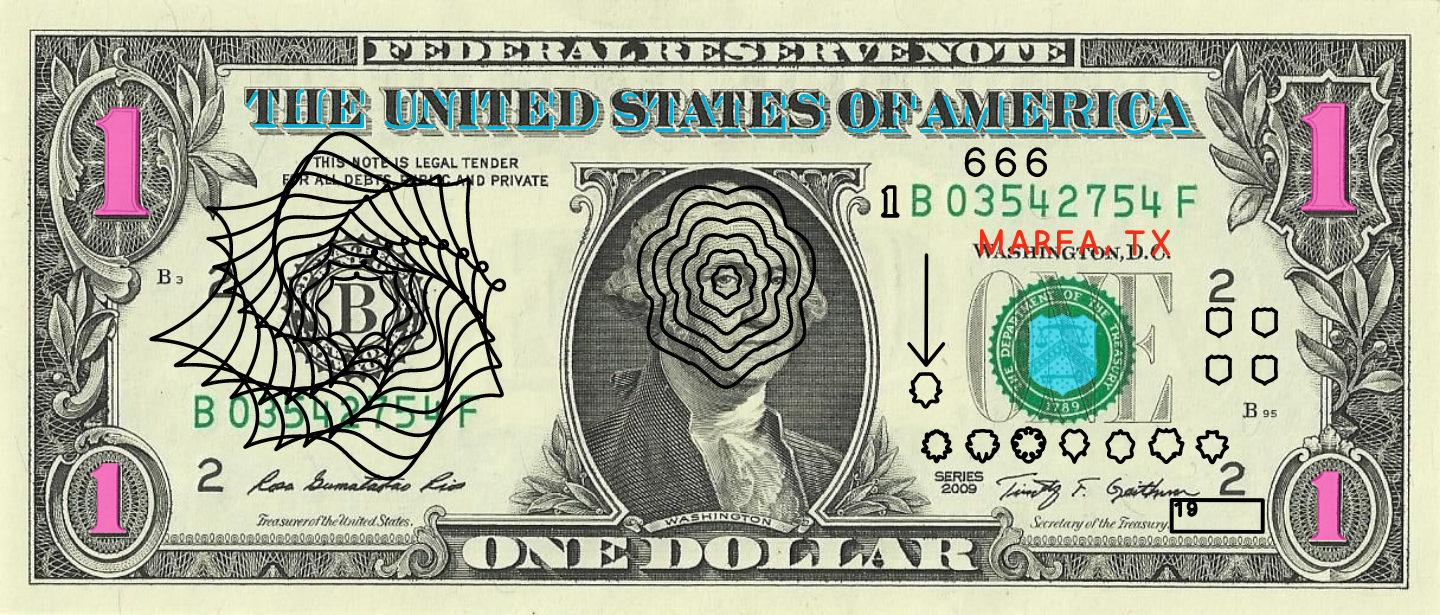 FEDERAL RESERVE NOTE
THE UNITED STATES OF AMERICA
1
1
THIS NOTE IS LEGAL TENDER
FOR ALL DEBTS, PUBLIC AND PRIVATE
666
1 B 03542754 F
MARFA, TX
WASHINGTON, D.C.
B 3
2
B
ONE
THE DEPARTMENT OF THE TREASURY
1789
2
B 95
B 03542754 F
2
Rosa Gumataotao Rios
Treasurer of the United States.
SERIES
2009
Timothy F. Geithner
2
19
Secretary of the Treasury.
1
WASHINGTON
1
ONE DOLLAR